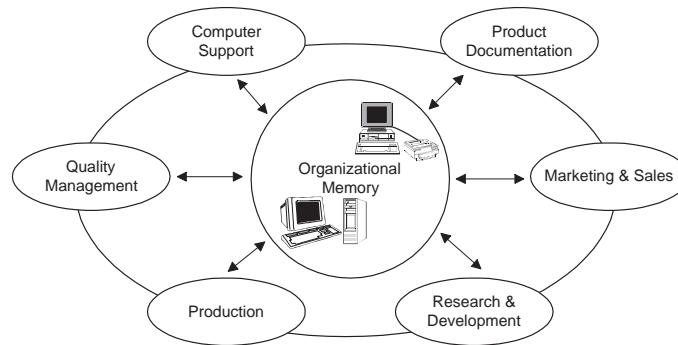 Computer
Support
Product
Documentation
Organizational
Memory
Quality
Management
Marketing & Sales
Production
Research &
Development